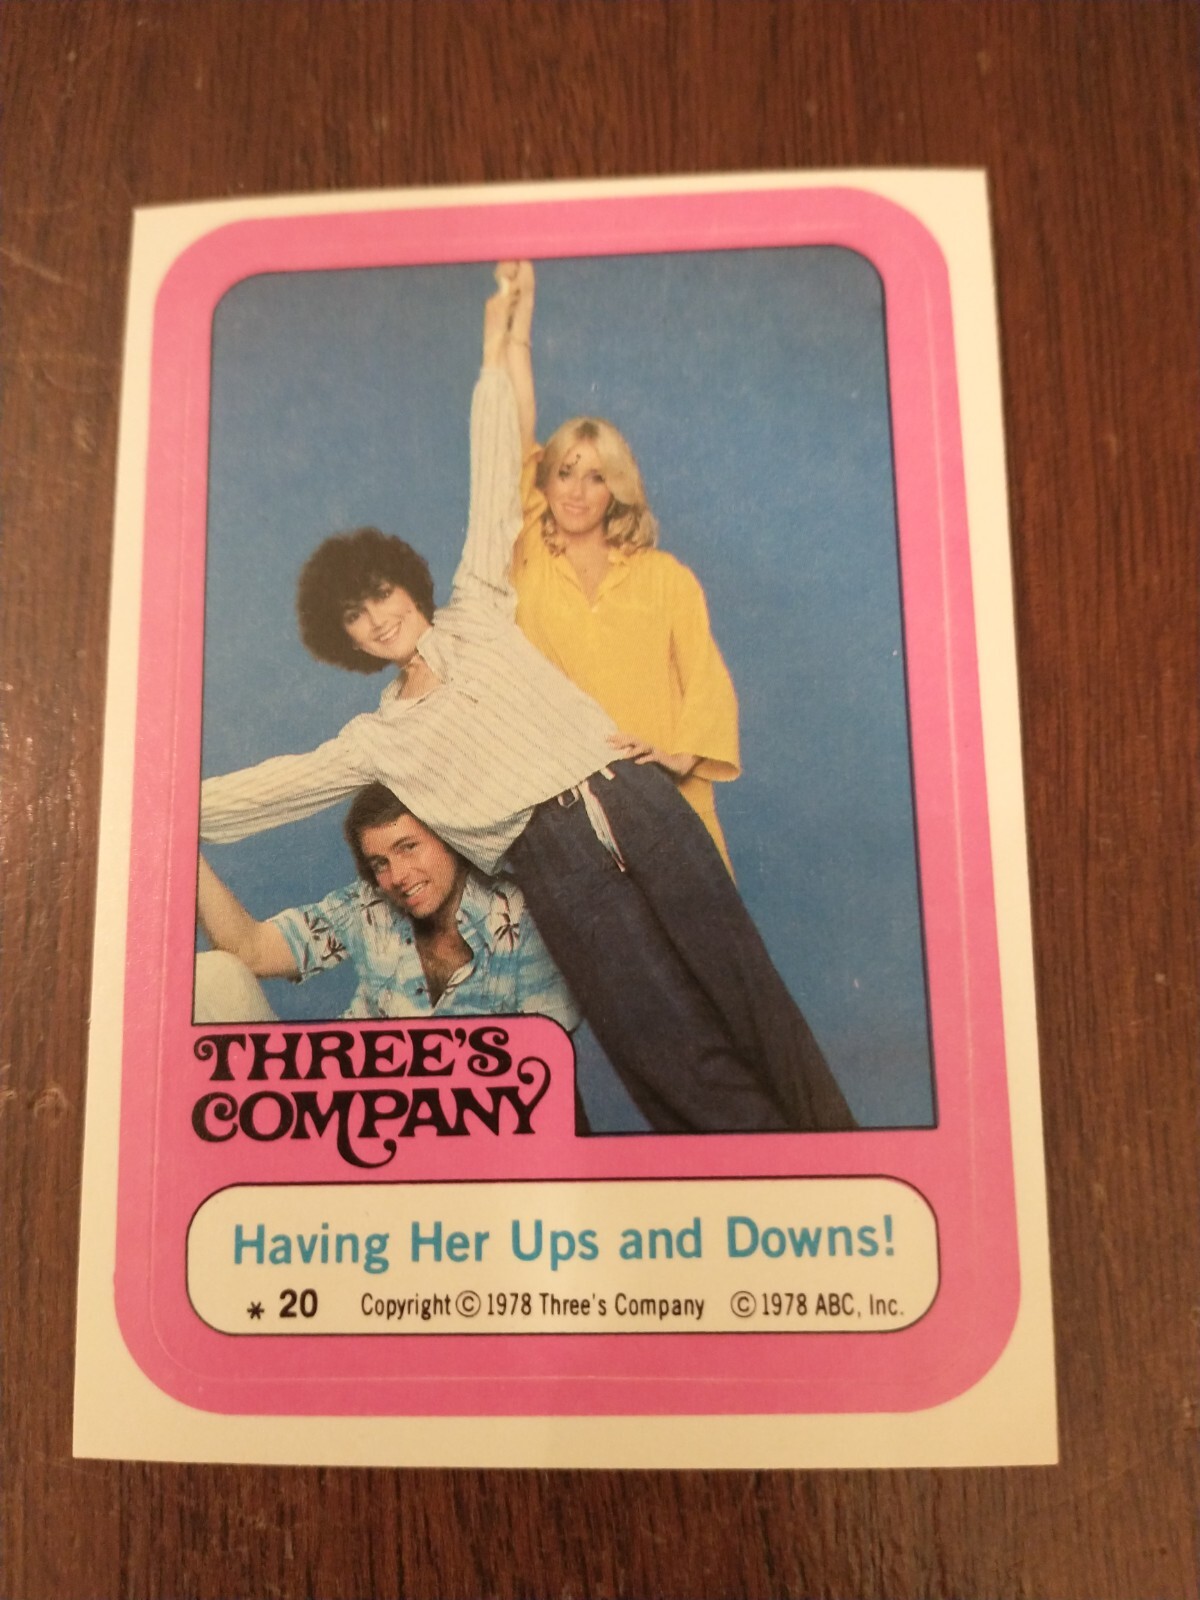 THREE'S
COMPANY
Having Her Ups and Downs!
* 20 Copyright © 1978 Three's Company © 1978 ABC, Inc.